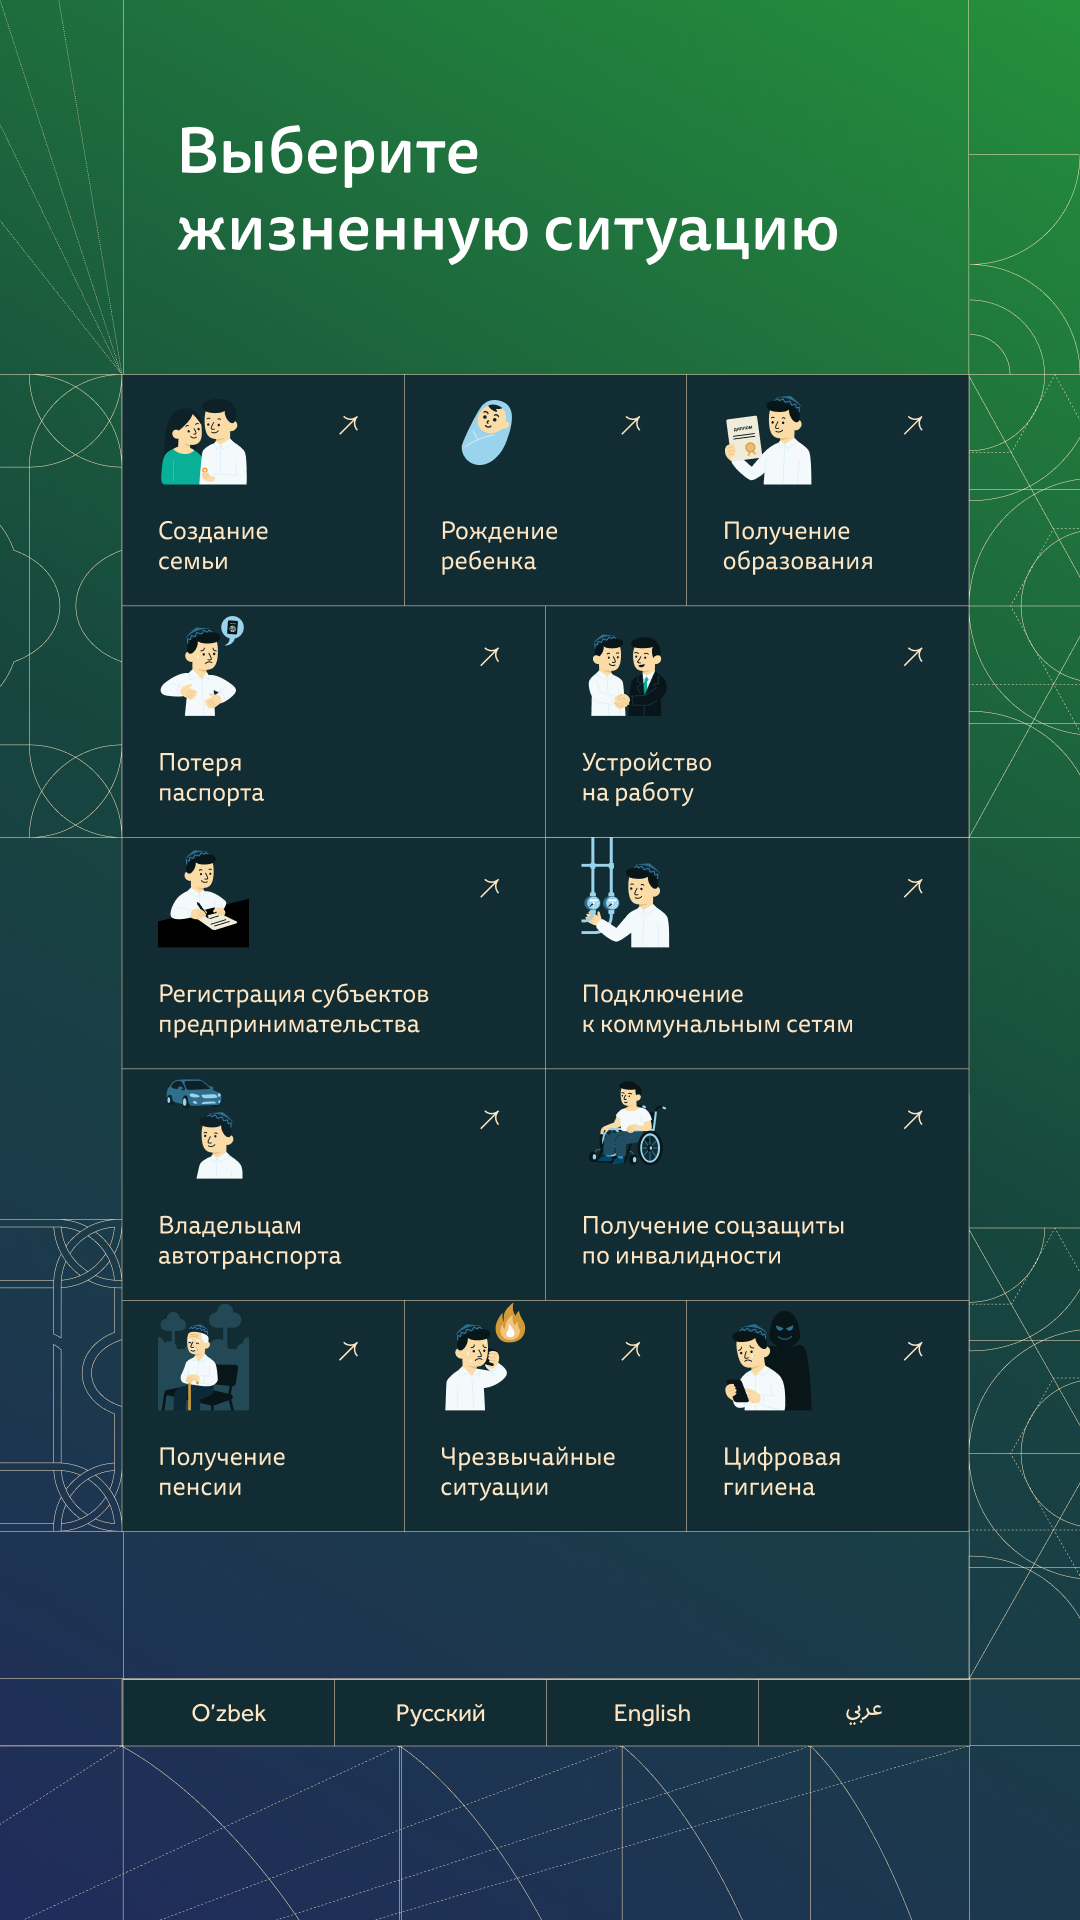 Выберите
жизненную ситуацию
диплом
Создание
семьи
Рождение
ребенка
Получение
образования
Потеря
паспорта
Устройство
на работу
Регистрация субъектов
предпринимательства
Подключение
к коммунальным сетям
Владельцам
автотранспорта
Получение соцзащиты
по инвалидности
Получение
пенсии
Чрезвычайные
ситуации
Цифровая
гигиена
O‘zbek
Русский
English
عربي